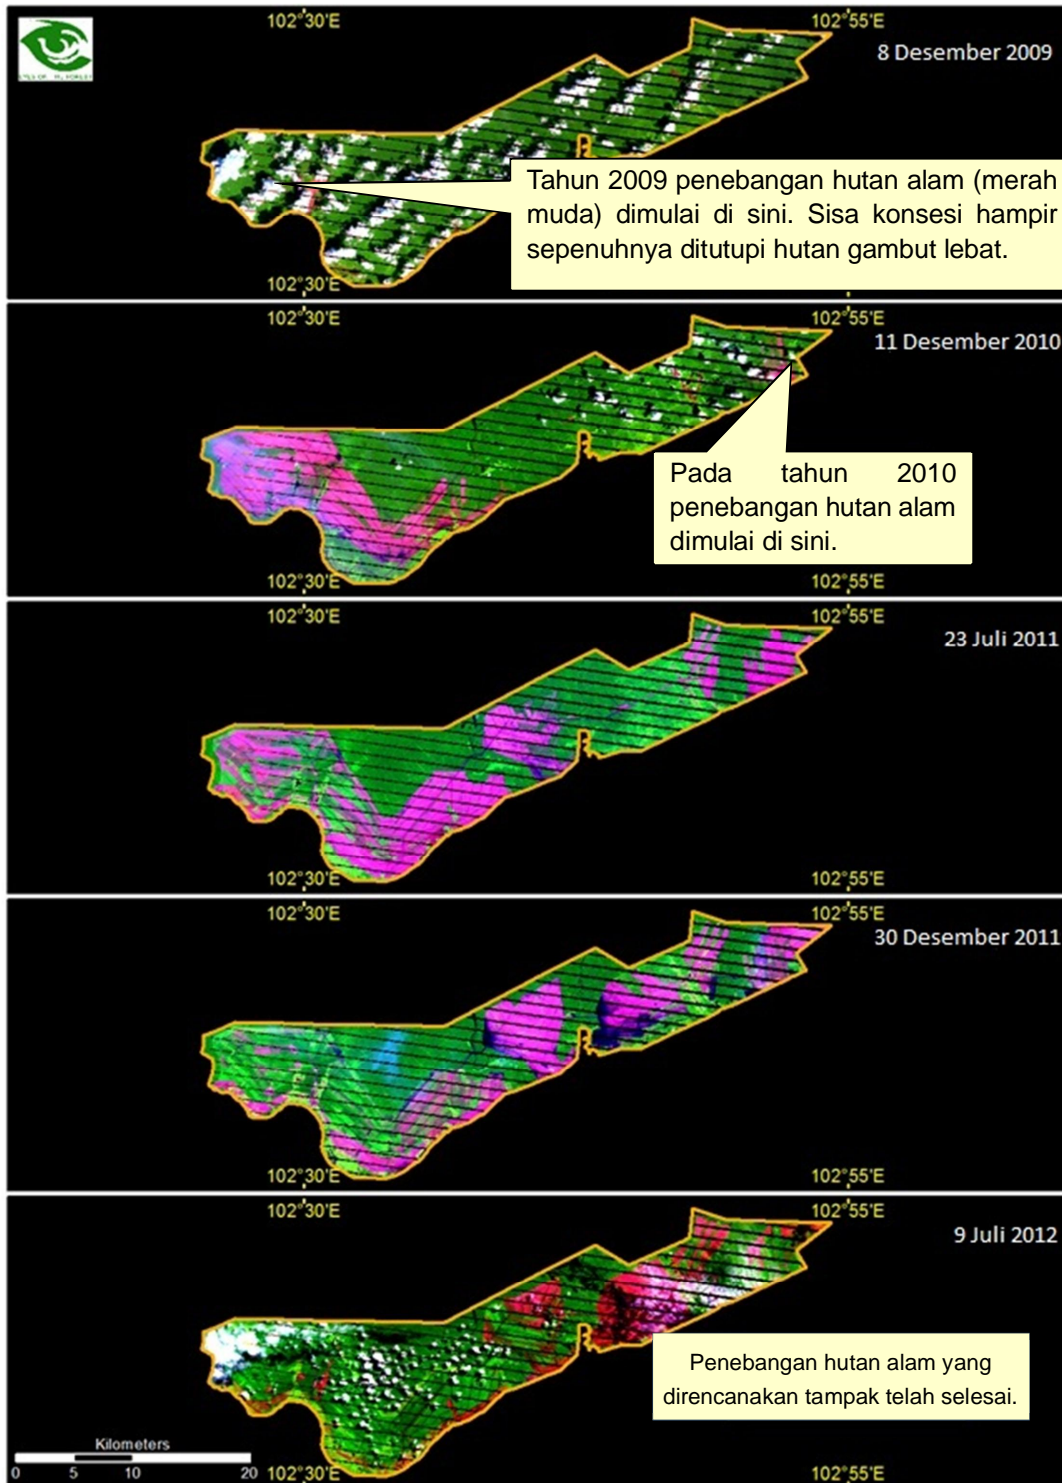 102°30'E 102°55'E
8 Desember 2009
EYES ON THE FOREST
Tahun 2009 penebangan hutan alam (merah
muda) dimulai di sini. Sisa konsesi hampir
sepenuhnya ditutupi hutan gambut lebat.
102°30'E
102°30'E 102°55'E
11 Desember 2010
Pada tahun 2010
penebangan hutan alam
dimulai di sini.
102°30'E 102°55'E
102°30'E 102°55'E
23 Juli 2011
102°30'E 102°55'E
102°30'E 102°55'E
30 Desember 2011
102°30'E 102°55'E
102°30'E 102°55'E
9 Juli 2012
Penebangan hutan alam yang
direncanakan tampak telah selesai.
Kilometers
0 5 10 20
102°30'E 102°55'E